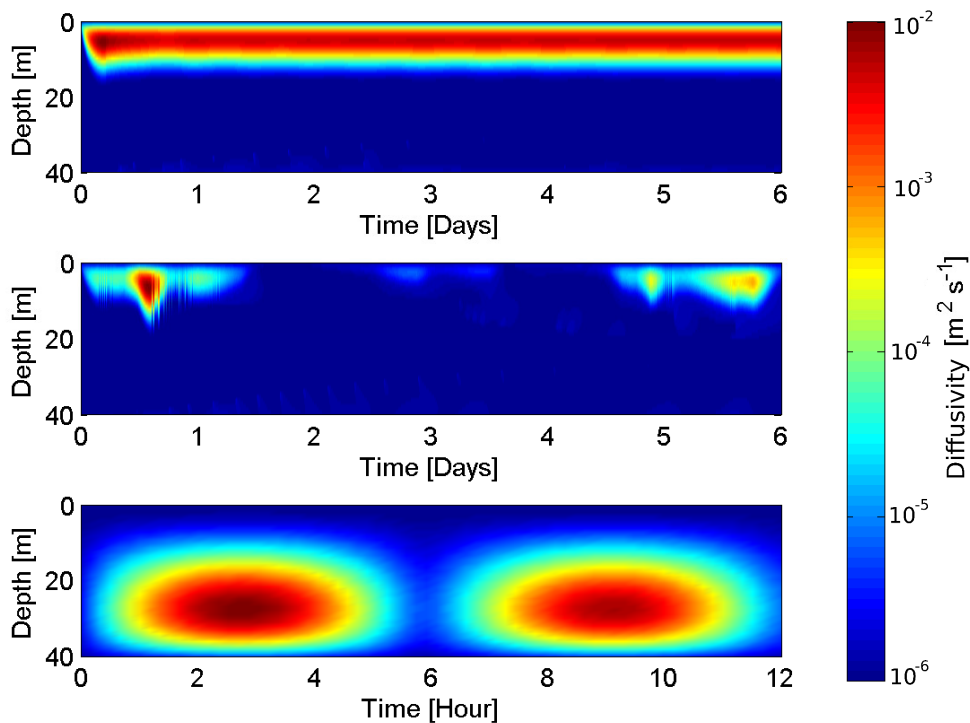 0
20
40
Depth [m]
0 1 2 3 4 5 6
Time [Days]
0
20
40
Depth [m]
0 1 2 3 4 5 6
Time [Days]
0
20
40
Depth [m]
0 2 4 6 8 10 12
Time [Hour]
10⁻²
10⁻³
10⁻⁴
10⁻⁵
10⁻⁶
Diffusivity [m² s⁻¹]